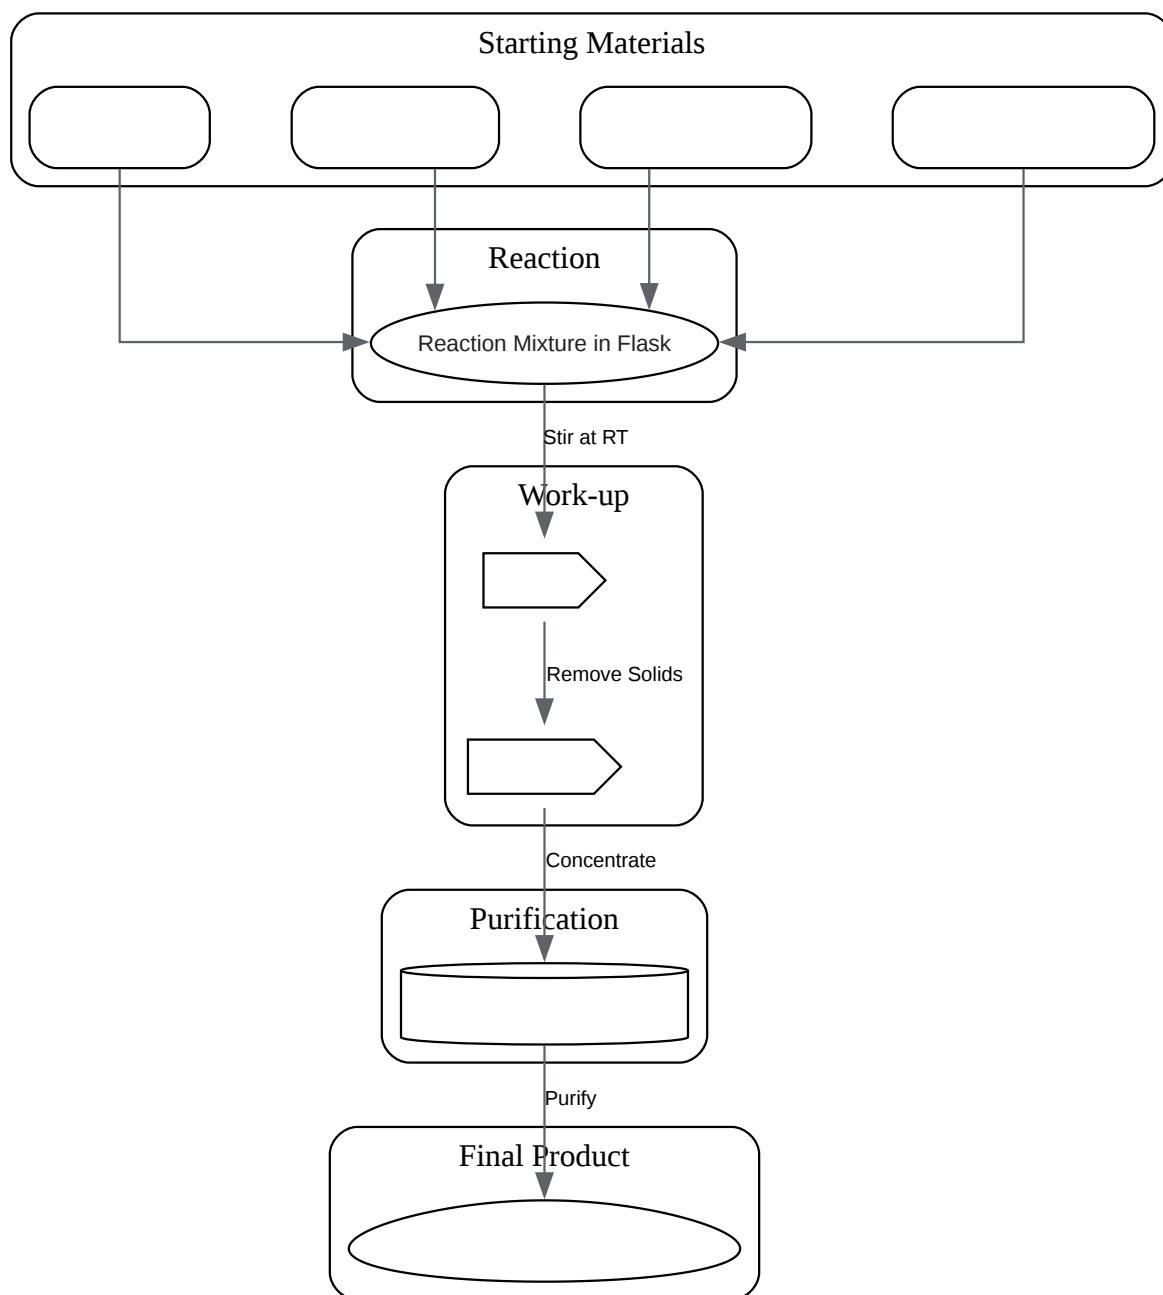 Starting Materials
Reaction
Reaction Mixture in Flask
Stir at RT
Work-up
Remove Solids
Concentrate
Purification
Purify
Final Product